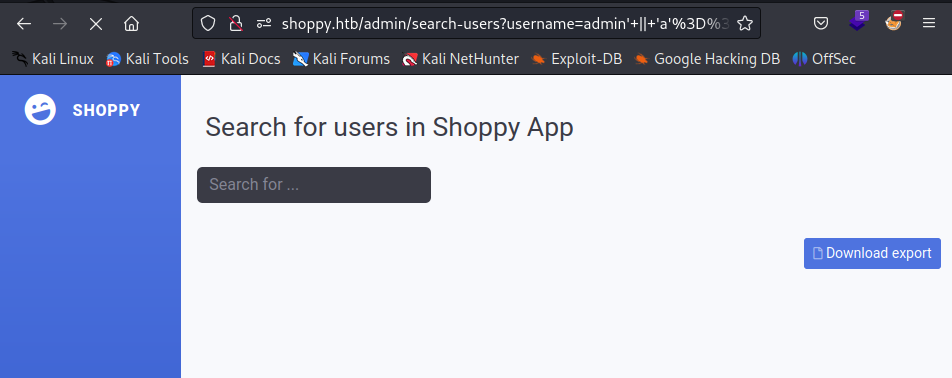 shoppy.htb/admin/search-users?username=admin'+||+'a'%3D%3
5
Kali Linux Kali Tools Kali Docs Kali Forums Kali NetHunter Exploit-DB Google Hacking DB OffSec
SHOPPY
Search for users in Shoppy App
Search for ...
Download export